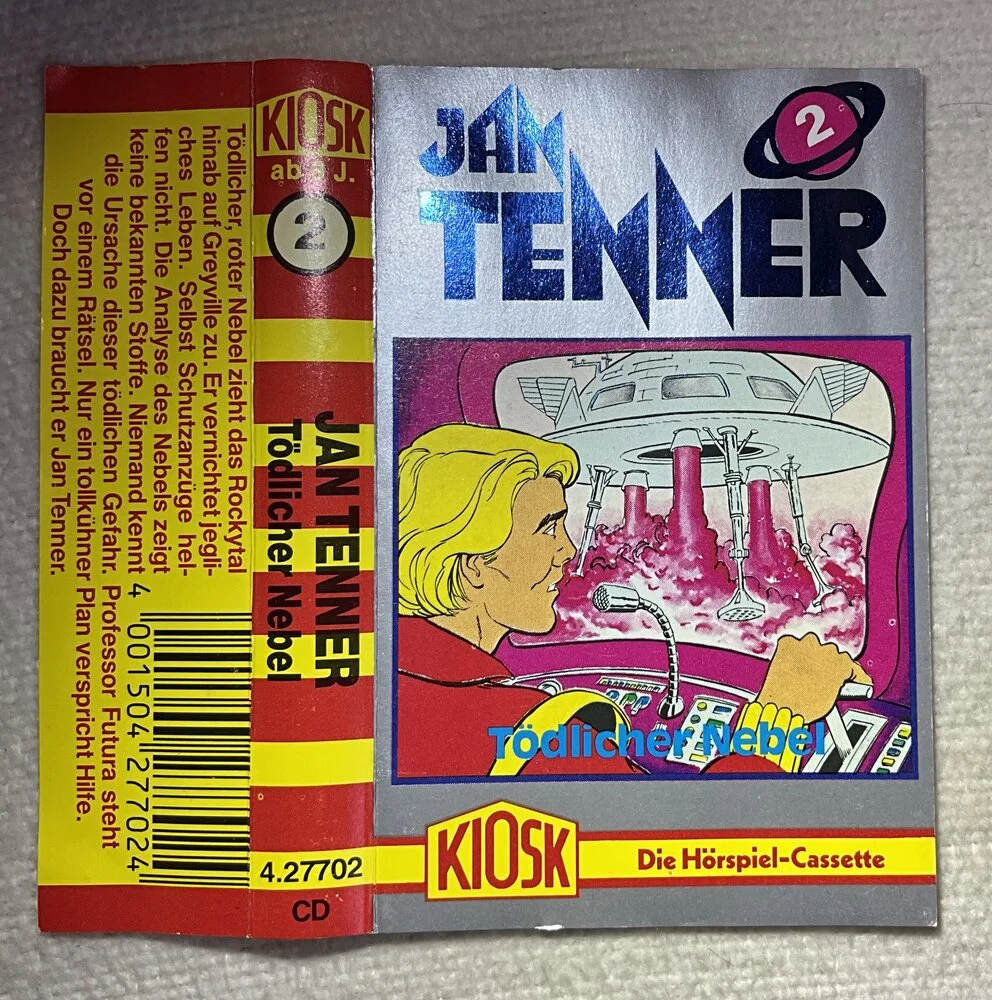 Tödlicher, roter Nebel zieht das Rockytal
hinab auf Greyville zu. Er vernichtet jegli-
ches Leben. Selbst Schutzanzüge hel-
fen nicht. Die Analyse des Nebels zeigt
keine bekannten Stoffe. Niemand kennt
die Ursache dieser tödlichen Gefahr. Professor Futura steht
vor einem Rätsel. Nur ein tollkühner Plan verspricht Hilfe.
Doch dazu braucht er Jan Tenner.
4 001504 277024
KIOSK
ab J.
2
JAN TENNER
Tödlicher Nebel
4.27702
CD
JAN
TENNER
2
Tödlicher Nebel
KIOSK
Die Hörspiel-Cassette